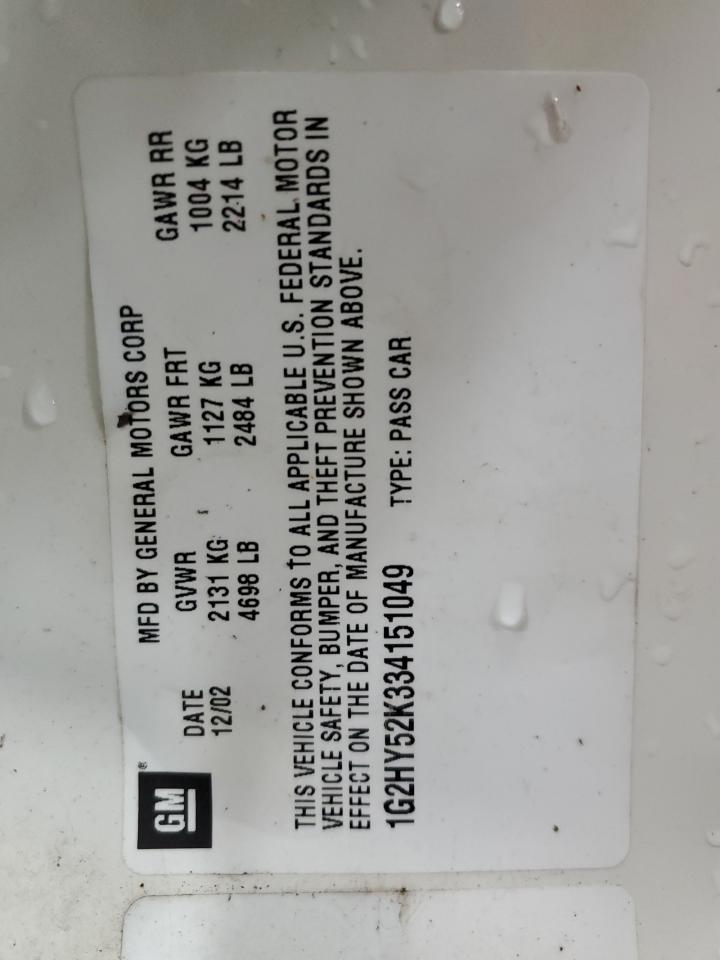 GM®
MFD BY GENERAL MOTORS CORP
DATE GVWR GAWR FRT GAWR RR
12/02 2131 KG 1127 KG 1004 KG
4698 LB 2484 LB 2214 LB
THIS VEHICLE CONFORMS TO ALL APPLICABLE U.S. FEDERAL MOTOR
VEHICLE SAFETY, BUMPER, AND THEFT PREVENTION STANDARDS IN
EFFECT ON THE DATE OF MANUFACTURE SHOWN ABOVE.
1G2HY52K334151049 TYPE: PASS CAR